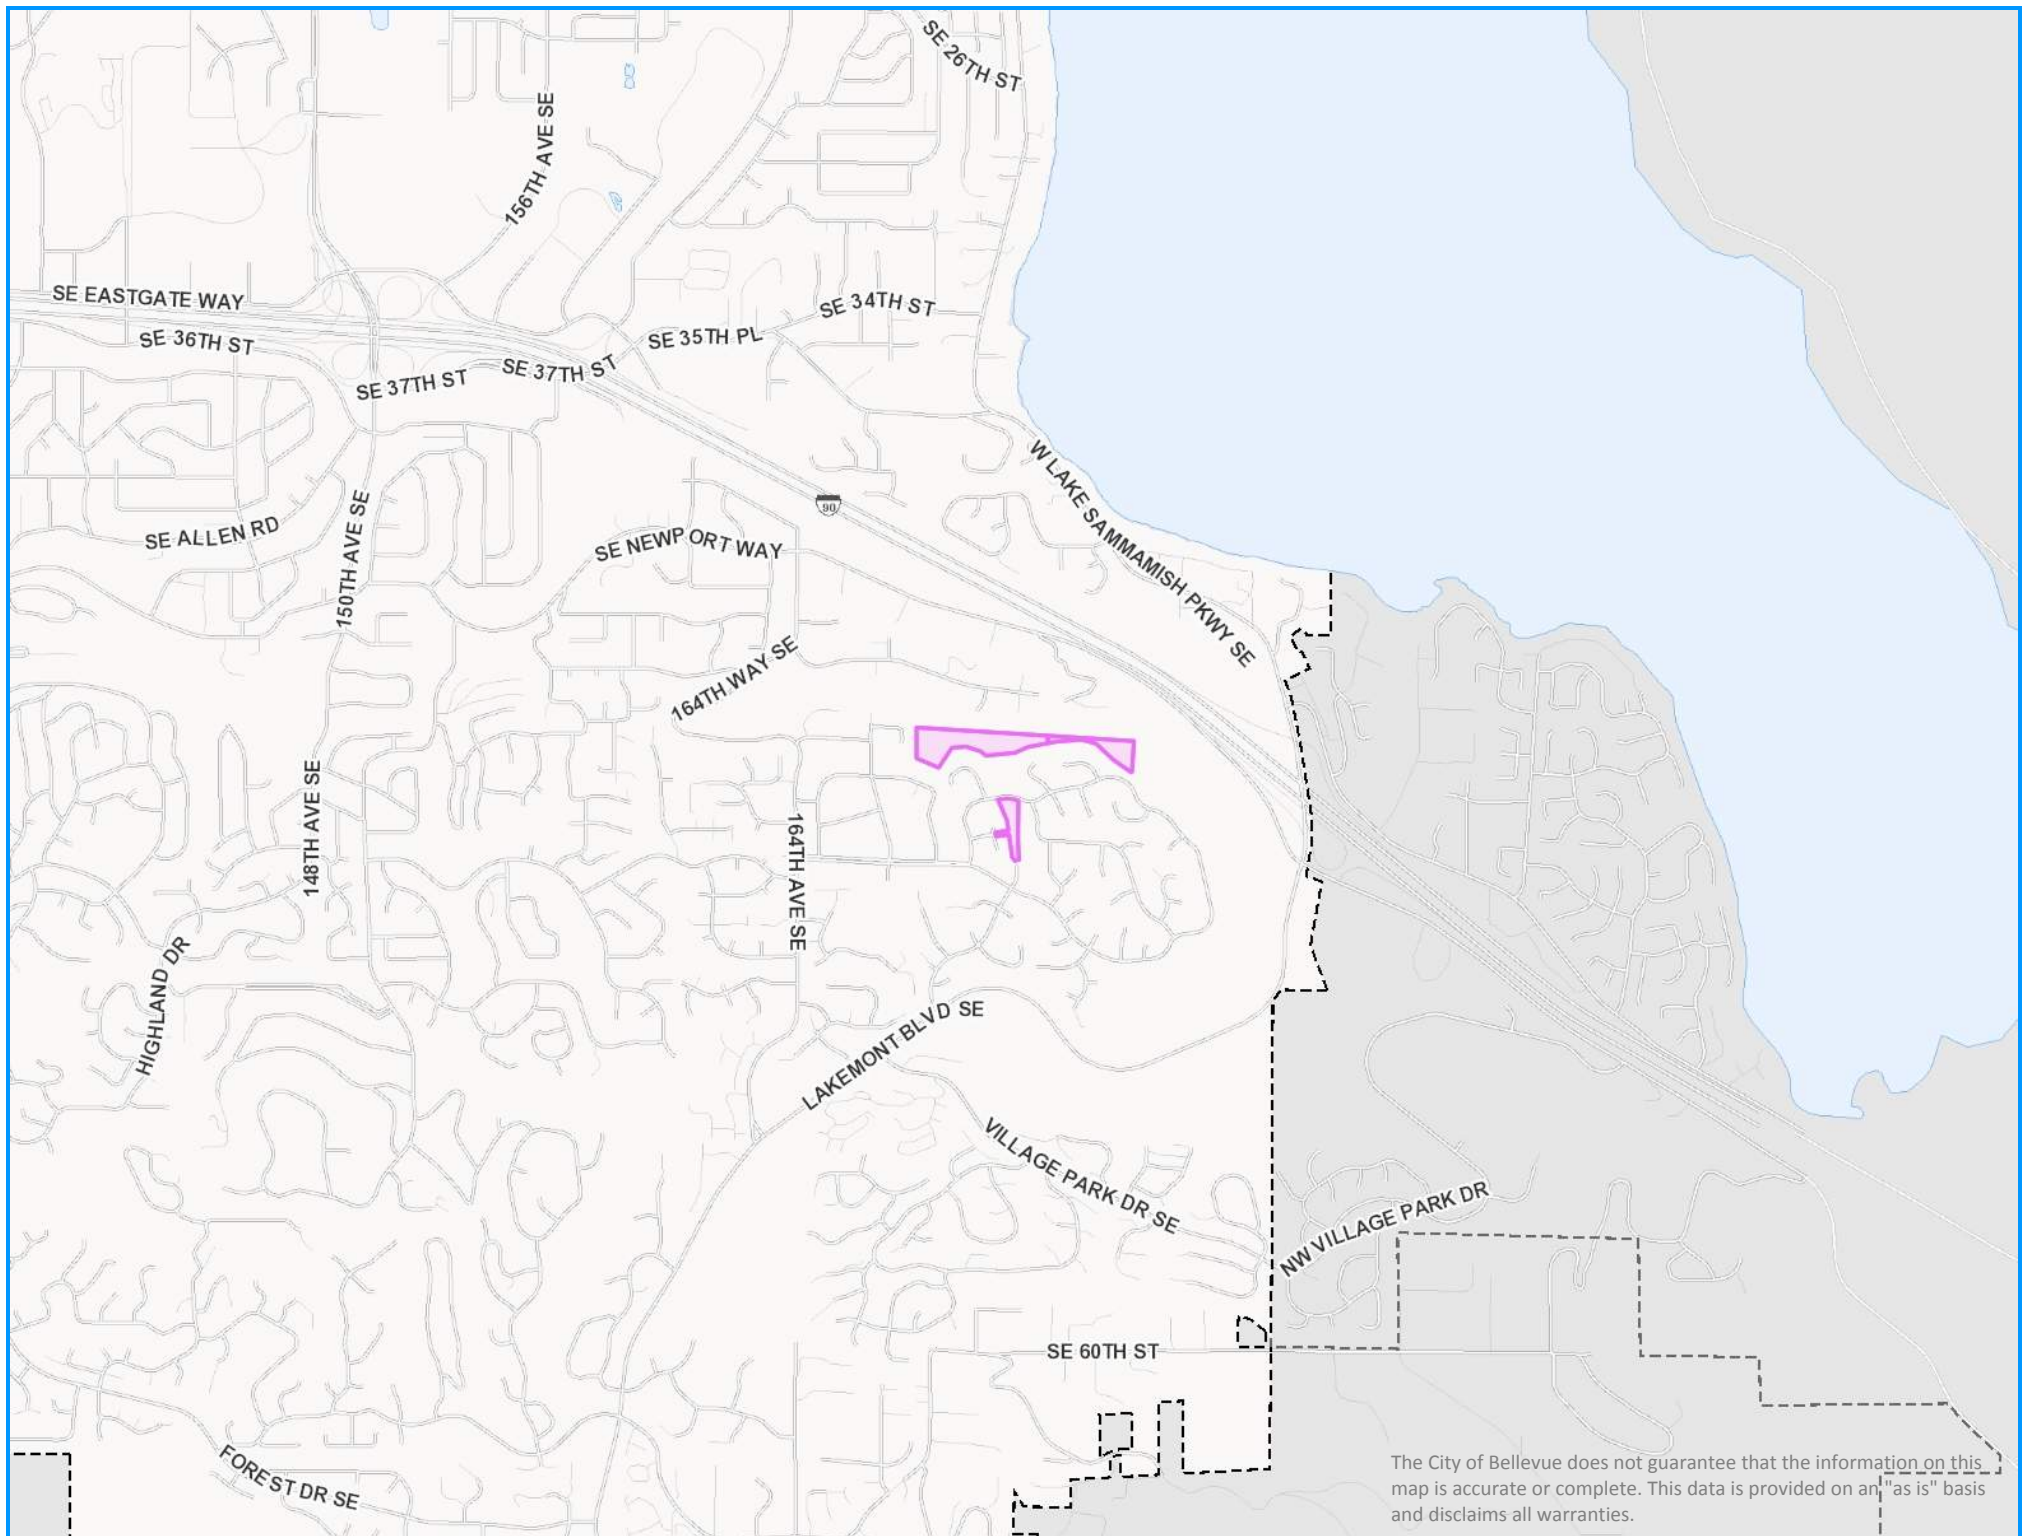 SE 26TH ST
156TH AVE SE
SE EASTGATE WAY
SE 34TH ST
SE 36TH ST
SE 35TH PL
SE 37TH ST
SE 37TH ST
W LAKE SAMMAMISH PKWY SE
90
SE ALLEN RD
150TH AVE SE
SE NEWPORT WAY
164TH WAY SE
148TH AVE SE
164TH AVE SE
HIGHLAND DR
LAKEMONT BLVD SE
VILLAGE PARK DR SE
NW VILLAGE PARK DR
SE 60TH ST
FOREST DR SE
The City of Bellevue does not guarantee that the information on this
map is accurate or complete. This data is provided on an "as is" basis
and disclaims all warranties.